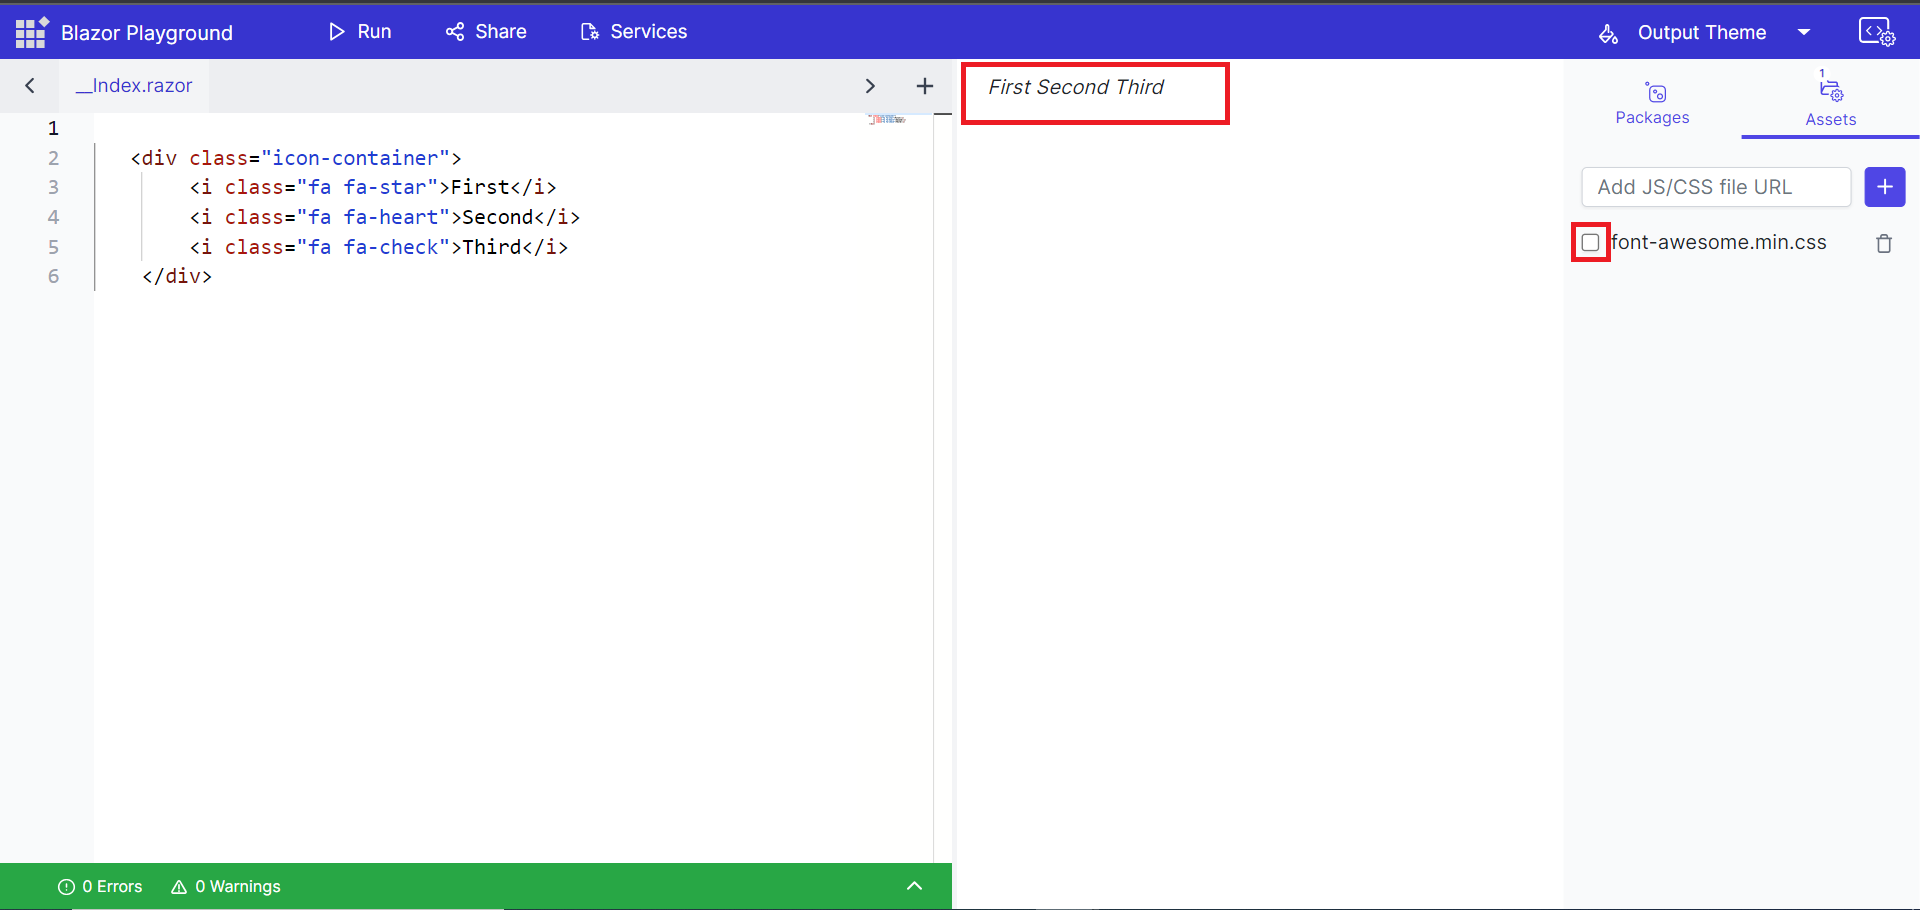 Blazor Playground
Run
Share
Services
Output Theme
__Index.razor
1
2 <div class="icon-container">
3 <i class="fa fa-star">First</i>
4 <i class="fa fa-heart">Second</i>
5 <i class="fa fa-check">Third</i>
6 </div>
0 Errors
0 Warnings
First Second Third
Packages
1
Assets
Add JS/CSS file URL
font-awesome.min.css